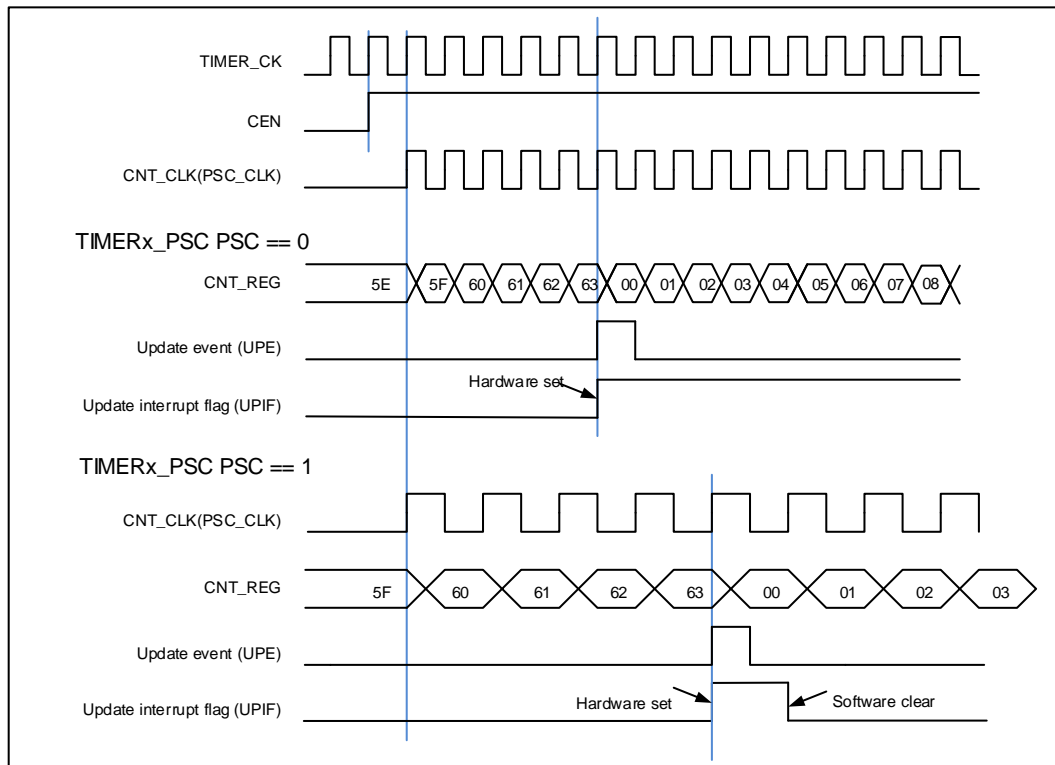 TIMER_CK
CEN
CNT_CLK(PSC_CLK)
TIMERx_PSC PSC == 0
CNT_REG 5E 5F 60 61 62 63 00 01 02 03 04 05 06 07 08
Update event (UPE)
Hardware set
Update interrupt flag (UPIF)
TIMERx_PSC PSC == 1
CNT_CLK(PSC_CLK)
CNT_REG 5F 60 61 62 63 00 01 02 03
Update event (UPE)
Hardware set Software clear
Update interrupt flag (UPIF)